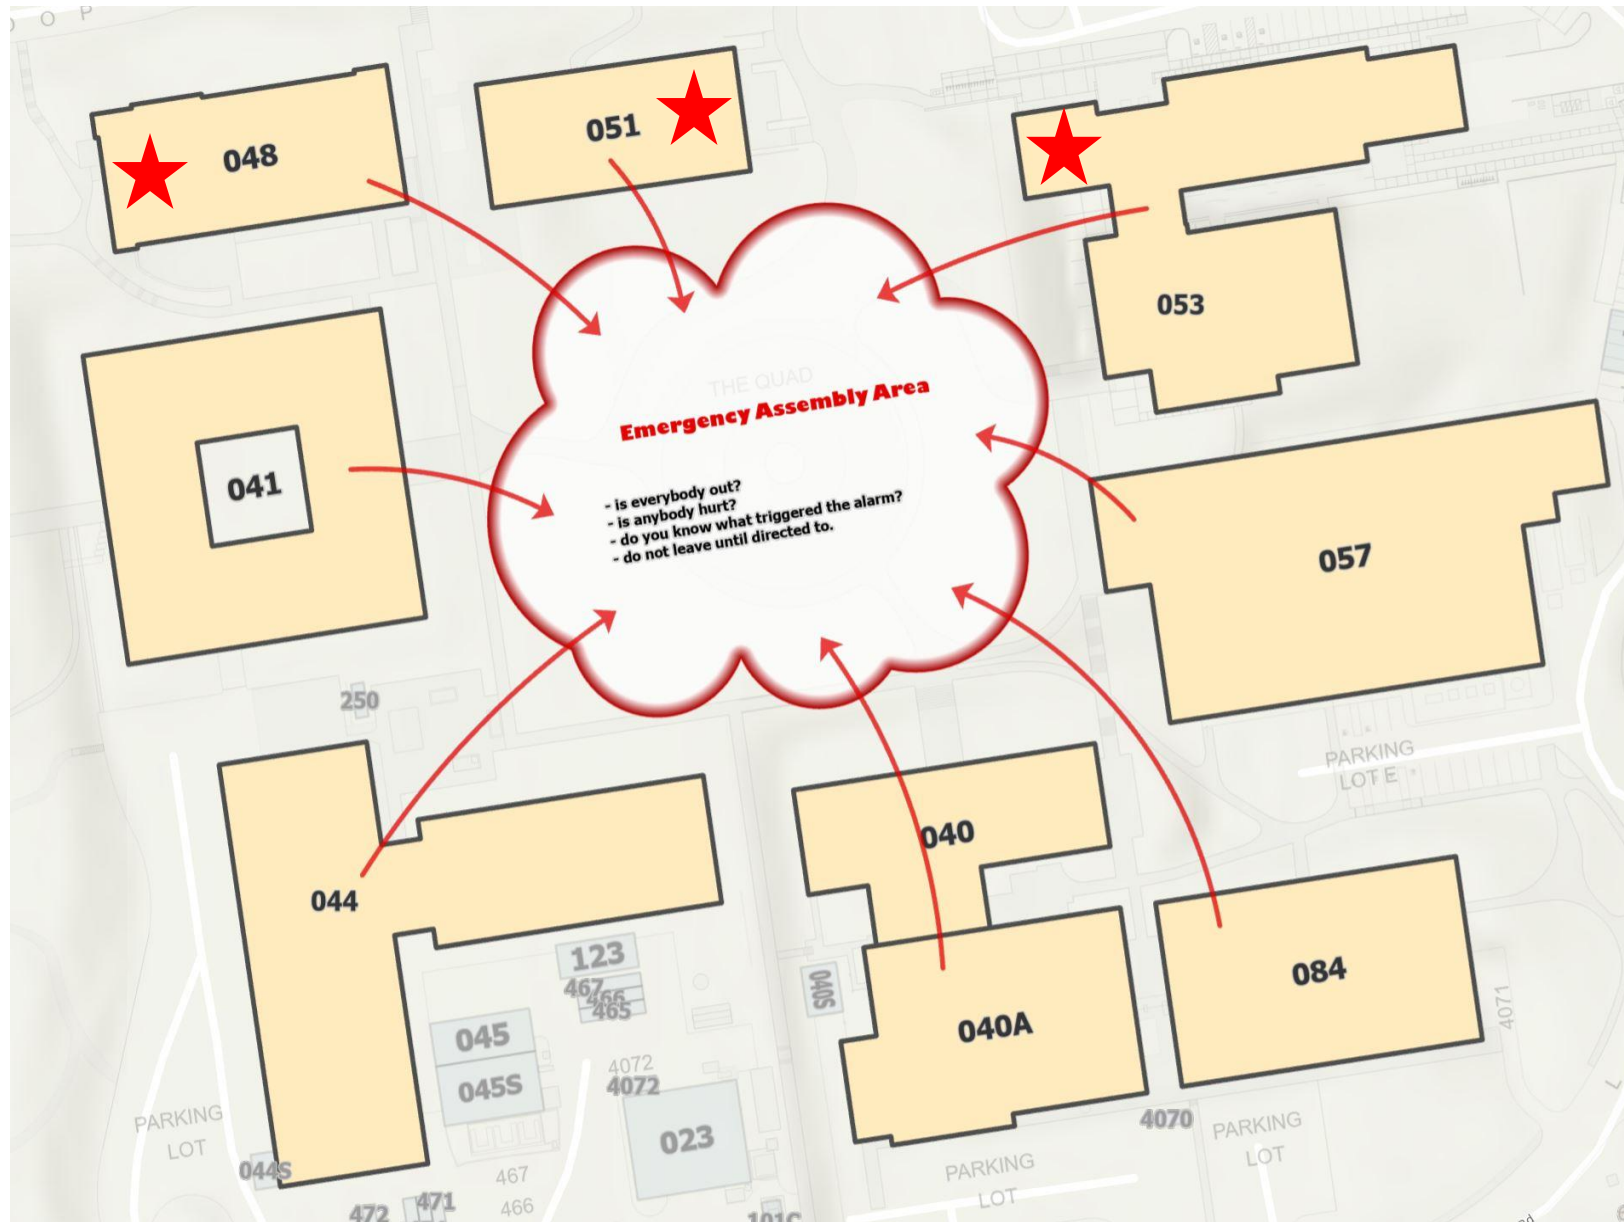 O O P
048
051
053
THE QUAD
Emergency Assembly Area
- is everybody out?
- is anybody hurt?
- do you know what triggered the alarm?
- do not leave until directed to.
041
057
250
PARKING
LOT E
040
044
123
467
466
465
040S
040A
084
4071
045
045S
4072
4072
023
4070
PARKING
LOT
PARKING
LOT
044S
467
466
PARKING
LOT
472
471
101C